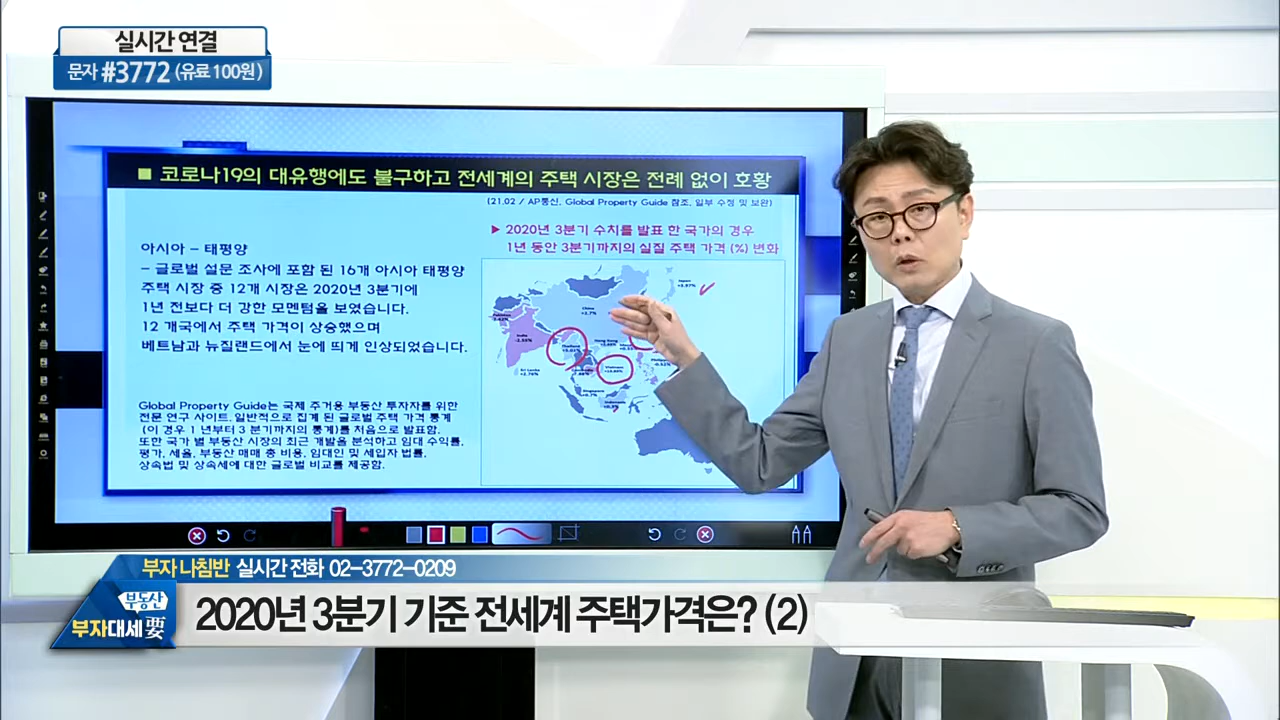 실시간 연결
문자 #3772 (유료 100원)
■ 코로나19의 대유행에도 불구하고 전세계의 주택 시장은 전례 없이 호황
(21.02 / AP통신, Global Property Guide 참조, 일부 수정 및 보완)
▶ 2020년 3분기 수치를 발표 한 국가의 경우
1년 동안 3분기까지의 실질 주택 가격 (%) 변화
아시아 – 태평양
– 글로벌 설문 조사에 포함 된 16개 아시아 태평양
주택 시장 중 12개 시장은 2020년 3분기에
1년 전보다 더 강한 모멘텀을 보였습니다.
12 개국에서 주택 가격이 상승했으며
베트남과 뉴질랜드에서 눈에 띄게 인상되었습니다.
Global Property Guide는 국제 주거용 부동산 투자자를 위한
전문 연구 사이트. 일반적으로 집계 된 글로벌 주택 가격 통계
(이 경우 1 년부터 3 분기까지의 통계)를 처음으로 발표함.
또한 국가 별 부동산 시장의 최근 개발을 분석하고 임대 수익률,
평가, 세율, 부동산 매매 총 비용, 임대인 및 세입자 법률,
상속법 및 상속세에 대한 글로벌 비교를 제공함.
Japan
China
+2.7%
India
Thailand
Hong Kong
Sri Lanka
Vietnam
Singapore
Indonesia
부자 나침반 실시간 전화 02-3772-0209
부동산
부자대세 要
2020년 3분기 기준 전세계 주택가격은? (2)